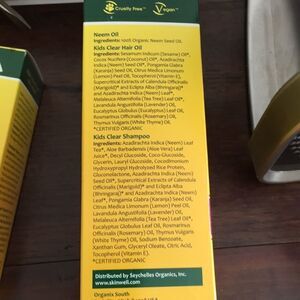 Cruelty Free™
Vegan™
Neem Oil
Ingredients: 100% Organic Neem Seed Oil
Kids Clear Hair Oil
Ingredients: Sesamum Indicum (Sesame) Oil*,
Cocos Nucifera (Coconut) Oil*, Azadirachta
Indica (Neem) Seed Oil*, Pongamia Glabra
(Karanja) Seed Oil, Citrus Medica Limonum
(Lemon) Peel Oil, Tocopherol (Vitamin E),
Supercritical Extracts of Calendula Officinalis
(Marigold)* and Eclipta Alba (Bhringaraj)*
and Azadirachta Indica (Neem) Leaf*,
Melaleuca Alternifolia (Tea Tree) Leaf Oil*,
Lavandula Angustifolia (Lavender) Oil,
Eucalyptus Globulus (Eucalyptus) Leaf Oil,
Rosmarinus Officinalis (Rosemary) Oil,
Thymus Vulgaris (White Thyme) Oil
*CERTIFIED ORGANIC
Kids Clear Shampoo
Ingredients: Azadirachta Indica (Neem) Leaf
Tea*, Aloe Barbadensis (Aloe Vera) Leaf
Juice*, Decyl Glucoside, Coco-Glucoside,
Glycerin, Lauryl Glucoside, Cocodimonium
Hydroxypropyl Hydrolyzed Rice Protein,
Gluconolactone, Azadirachta Indica (Neem)
Seed Oil*, Supercritical Extracts of Calendula
Officinalis (Marigold)* and Eclipta Alba
(Bhringaraj)* and Azadirachta Indica (Neem)
Leaf*, Pongamia Glabra (Karanja) Seed Oil,
Citrus Medica Limonum (Lemon) Peel Oil,
Lavandula Angustifolia (Lavender) Oil,
Melaleuca Alternifolia (Tea Tree) Leaf Oil*,
Eucalyptus Globulus Leaf Oil, Rosmarinus
Officinalis (Rosemary) Oil, Thymus Vulgaris
(White Thyme) Oil, Sodium Benzoate,
Xanthan Gum, Glyceryl Oleate, Citric Acid,
Tocopherol (Vitamin E).
*CERTIFIED ORGANIC
Distributed by Seychelles Organics, Inc.
www.skinwell.com
Organix South